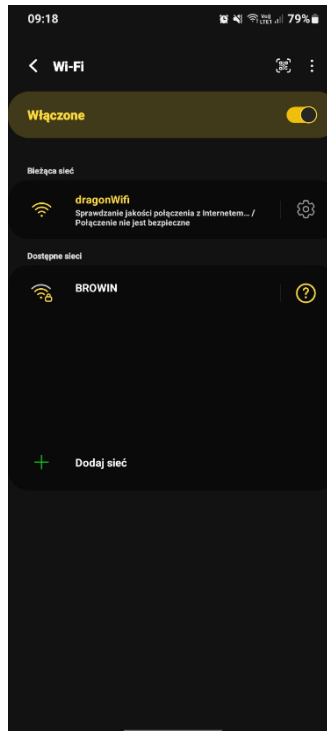 09:18
79%
Wi-Fi
Włączone
Bieżąca sieć
dragonWifi
Sprawdzanie jakości połączenia z Internetem... /
Połączenie nie jest bezpieczne
Dostępne sieci
BROWIN
?
Dodaj sieć